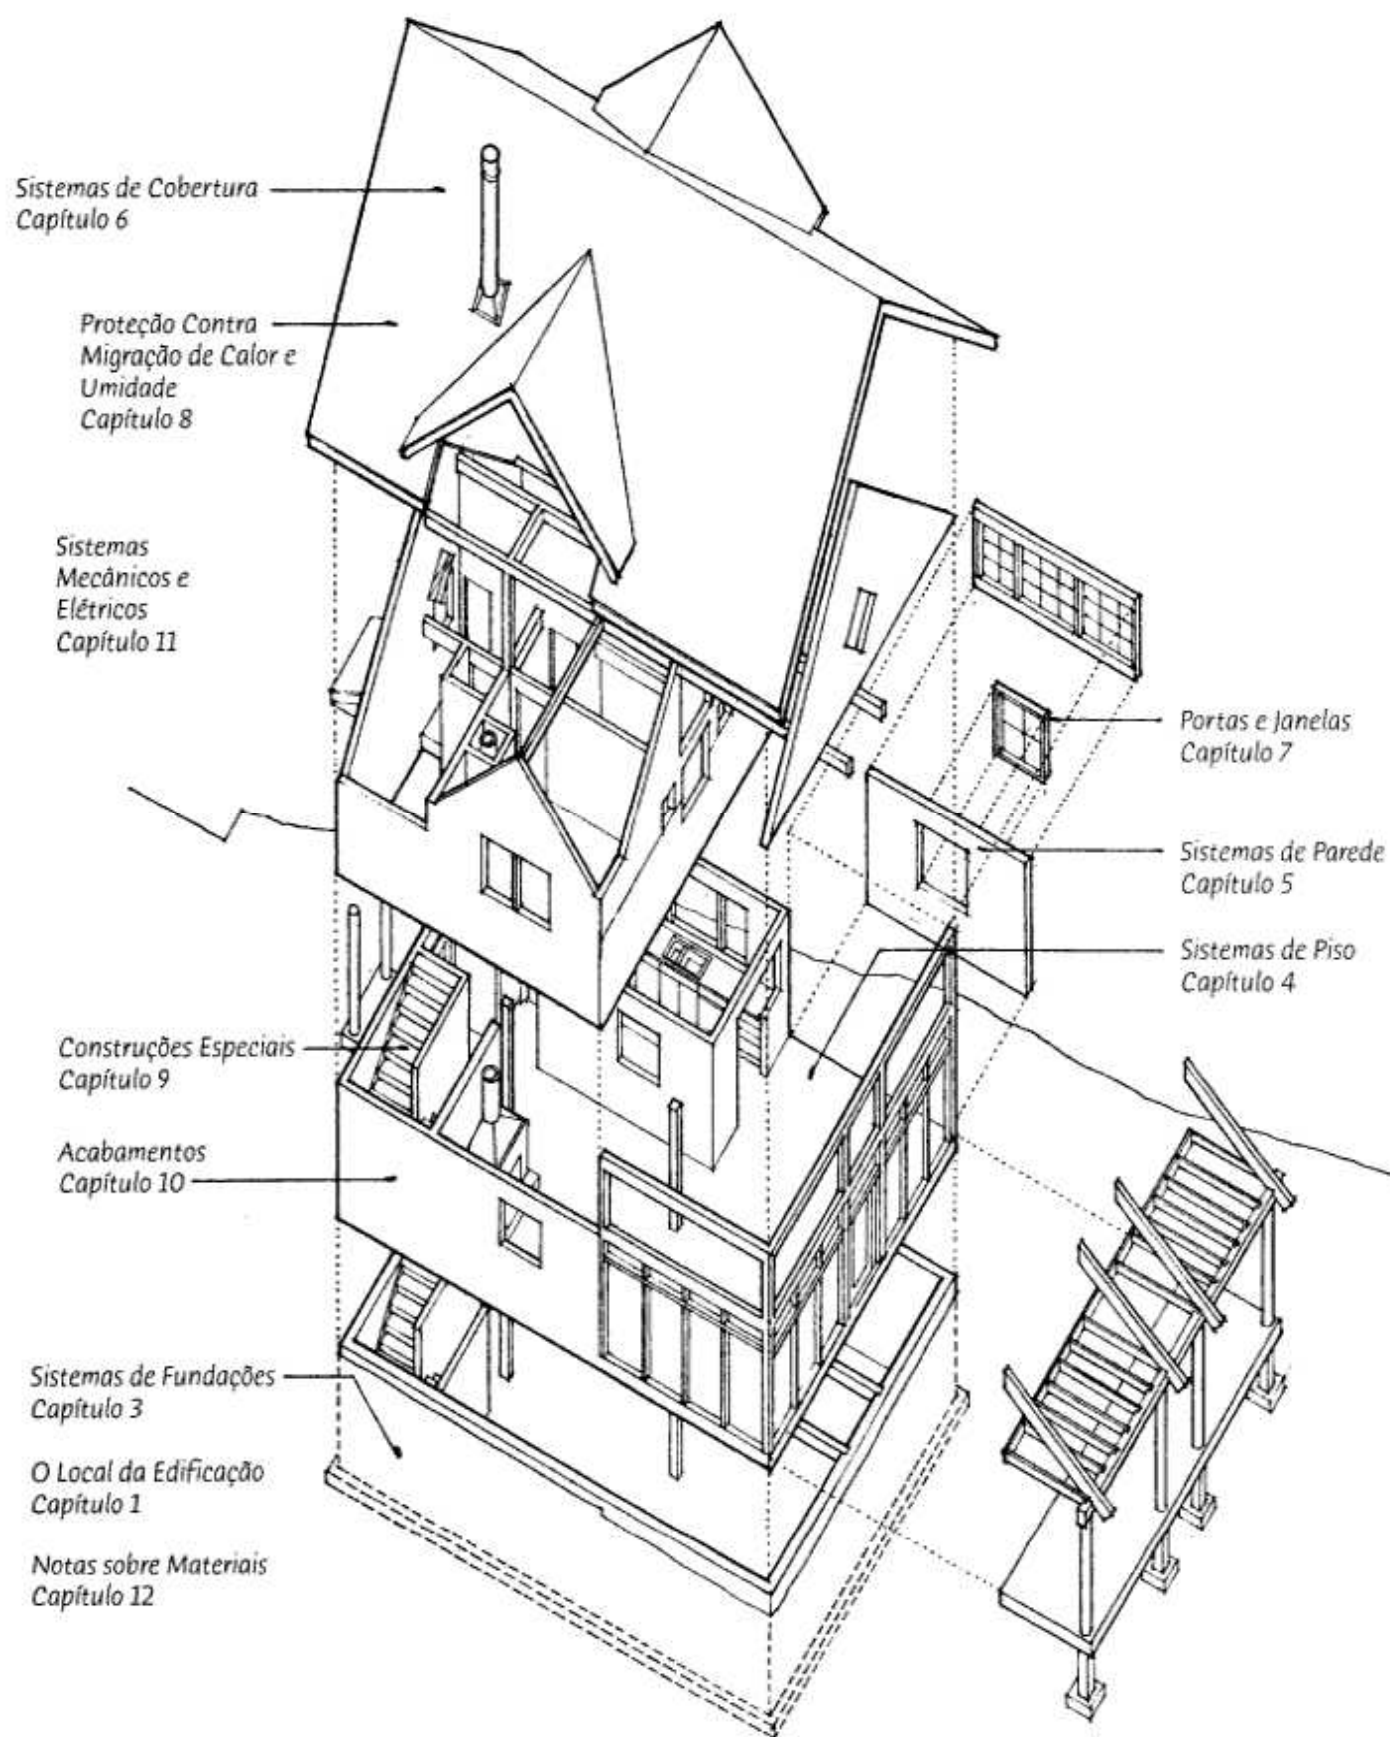 Sistemas de Cobertura
Capítulo 6
Proteção Contra
Migração de Calor e
Umidade
Capítulo 8
Sistemas
Mecânicos e
Elétricos
Capítulo 11
Portas e Janelas
Capítulo 7
Sistemas de Parede
Capítulo 5
Sistemas de Piso
Capítulo 4
Construções Especiais
Capítulo 9
Acabamentos
Capítulo 10
Sistemas de Fundações
Capítulo 3
O Local da Edificação
Capítulo 1
Notas sobre Materiais
Capítulo 12